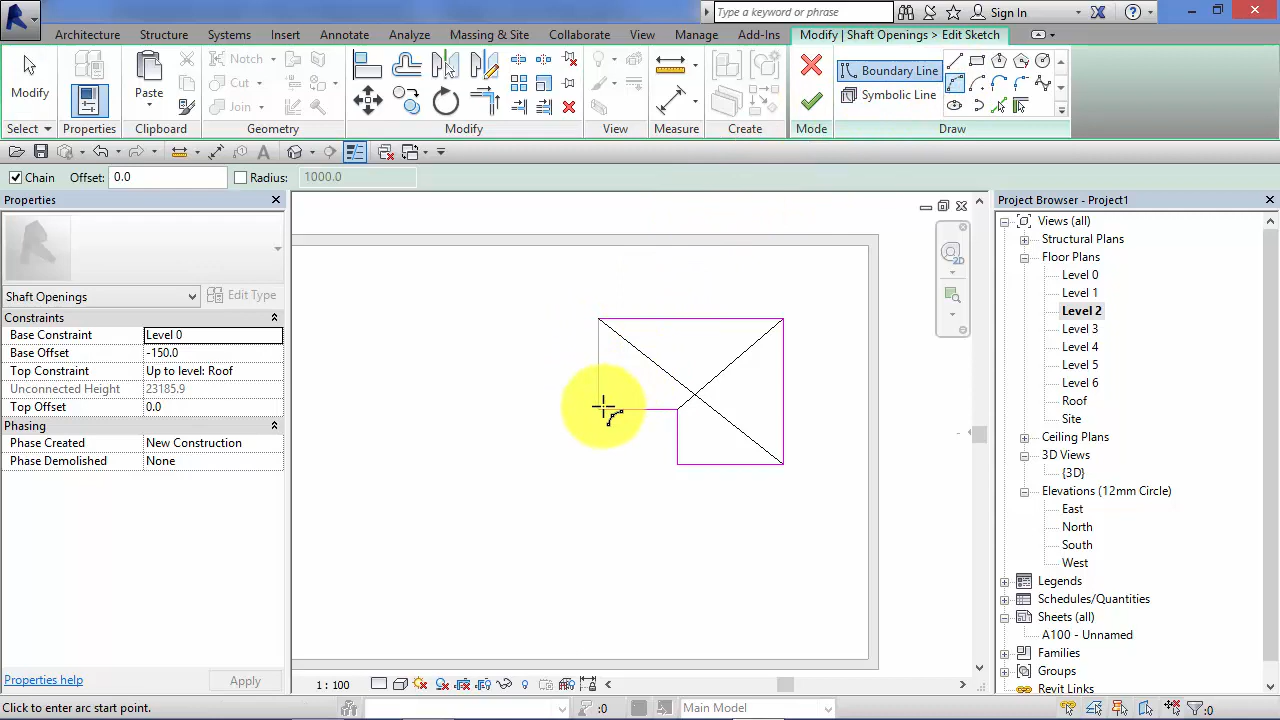 Type a keyword or phrase
Sign In
Architecture Structure Systems Insert Annotate Analyze Massing & Site Collaborate View Manage Add-Ins Modify | Shaft Openings > Edit Sketch
Modify
Paste
Notch
Cut
Join
Boundary Line
Symbolic Line
Select Properties Clipboard Geometry Modify View Measure Create Mode Draw
Chain Offset: 0.0 Radius: 1000.0
Properties
Shaft Openings Edit Type
Constraints
Base Constraint Level 0
Base Offset -150.0
Top Constraint Up to level: Roof
Unconnected Height 23185.9
Top Offset 0.0
Phasing
Phase Created New Construction
Phase Demolished None
Properties help Apply
2D
Project Browser - Project1
Views (all)
Structural Plans
Floor Plans
Level 0
Level 1
Level 2
Level 3
Level 4
Level 5
Level 6
Roof
Site
Ceiling Plans
3D Views
{3D}
Elevations (12mm Circle)
East
North
South
West
Legends
Schedules/Quantities
Sheets (all)
A100 - Unnamed
Families
Groups
Revit Links
1 : 100
Click to enter arc start point.
:0 Main Model :0